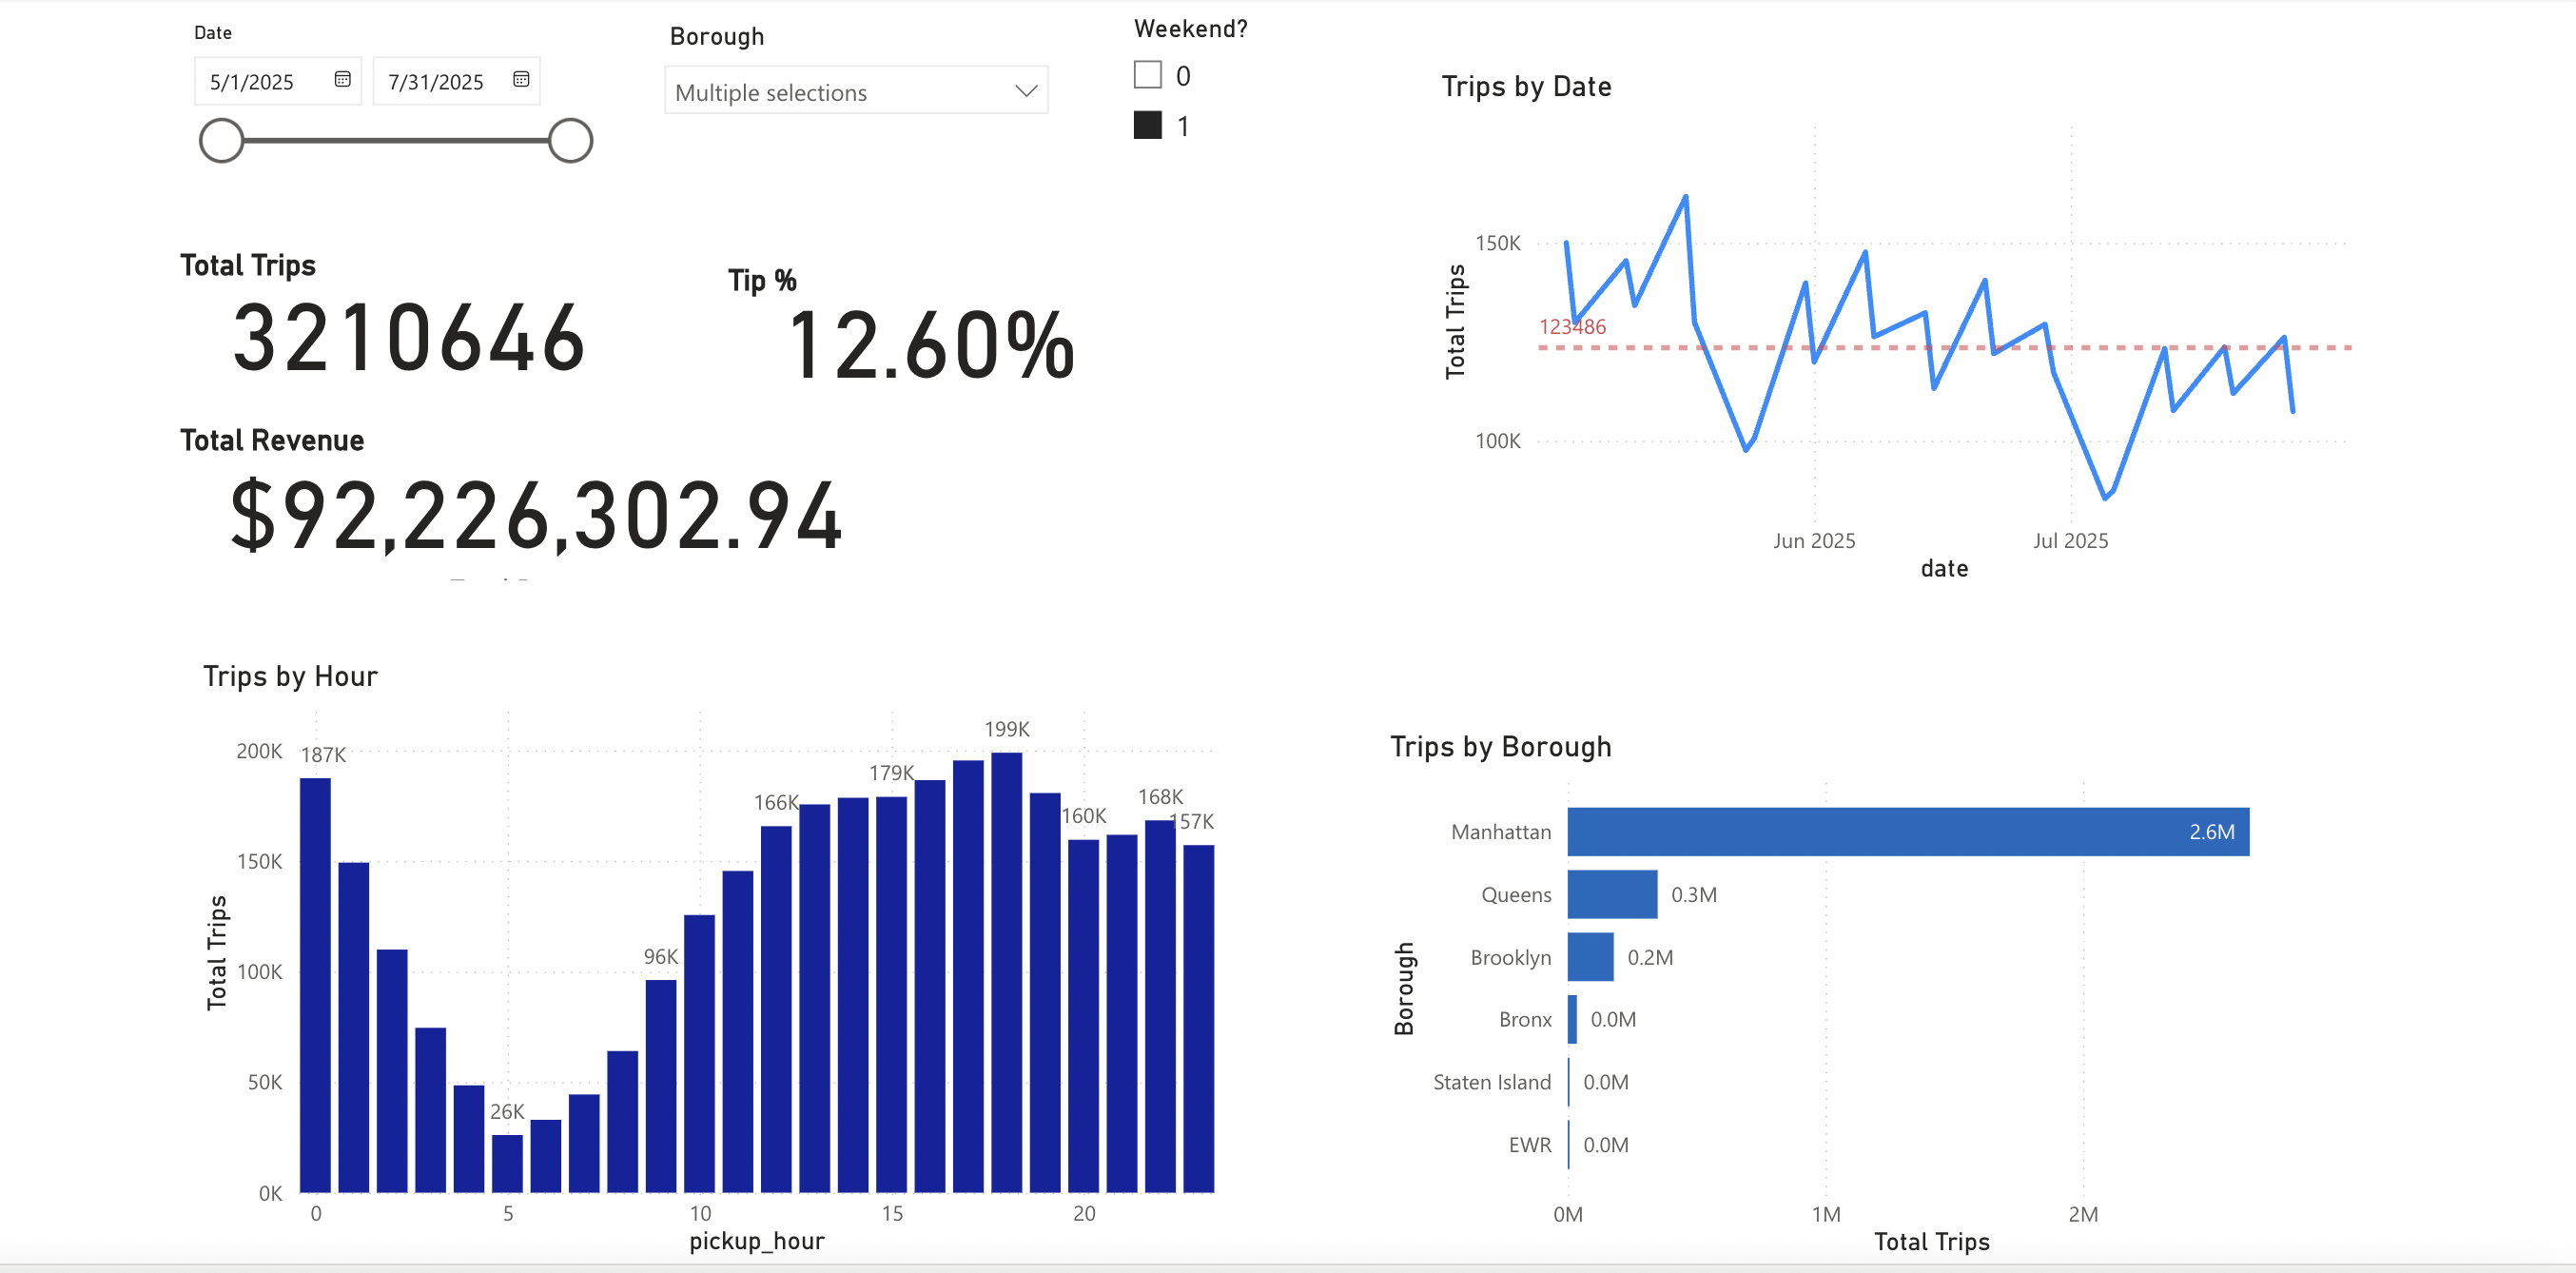 Date
5/1/2025
7/31/2025
Borough
Multiple selections
Weekend?
0
1
Total Trips
3210646
Tip %
12.60%
Total Revenue
$92,226,302.94
Trips by Date
Total Trips
150K
123486
100K
Jun 2025
Jul 2025
date
Trips by Hour
Total Trips
200K
150K
100K
50K
0K
187K
26K
96K
166K
179K
199K
160K
168K
157K
0
5
10
15
20
pickup_hour
Trips by Borough
Borough
Manhattan
2.6M
Queens
0.3M
Brooklyn
0.2M
Bronx
0.0M
Staten Island
0.0M
EWR
0.0M
0M
1M
2M
Total Trips